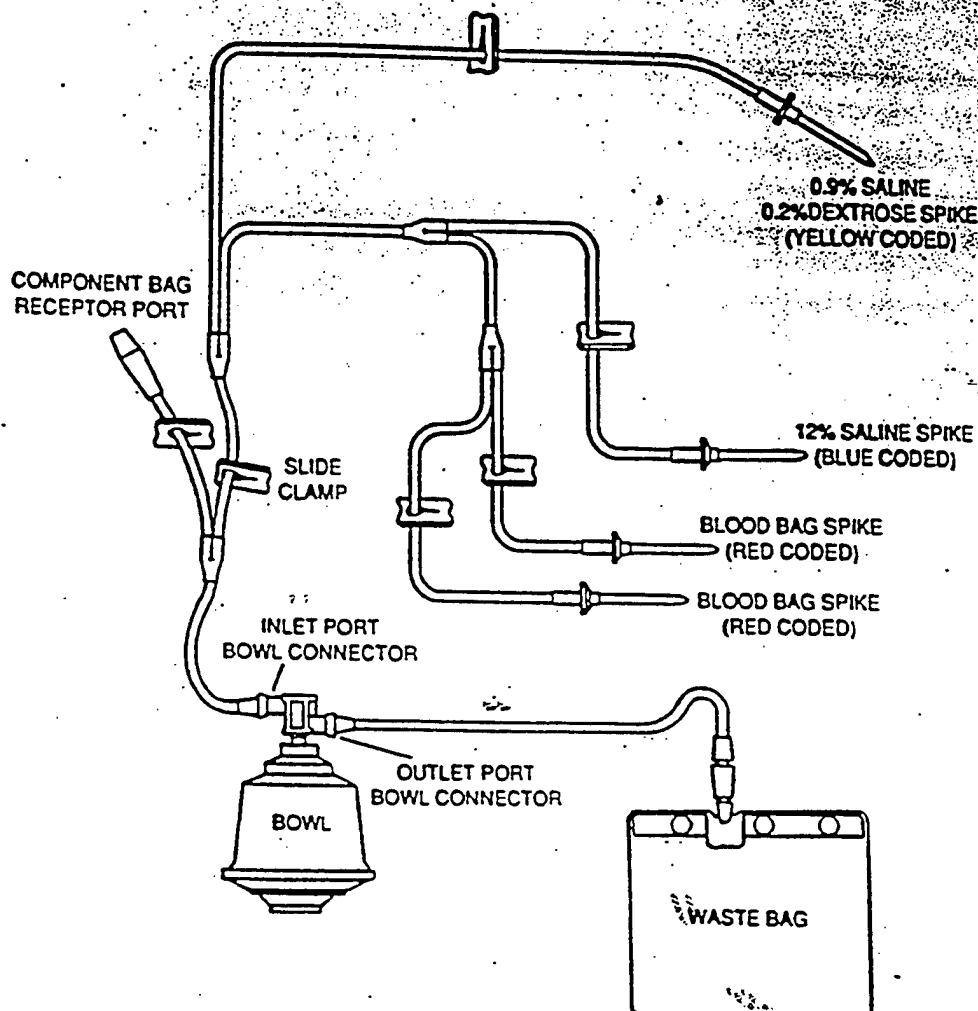 0.9% SALINE
0.2%DEXTROSE SPIKE
(YELLOW CODED)
COMPONENT BAG
RECEPTOR PORT
SLIDE
CLAMP
12% SALINE SPIKE
(BLUE CODED)
BLOOD BAG SPIKE
(RED CODED)
BLOOD BAG SPIKE
(RED CODED)
INLET PORT
BOWL CONNECTOR
OUTLET PORT
BOWL CONNECTOR
BOWL
WASTE BAG